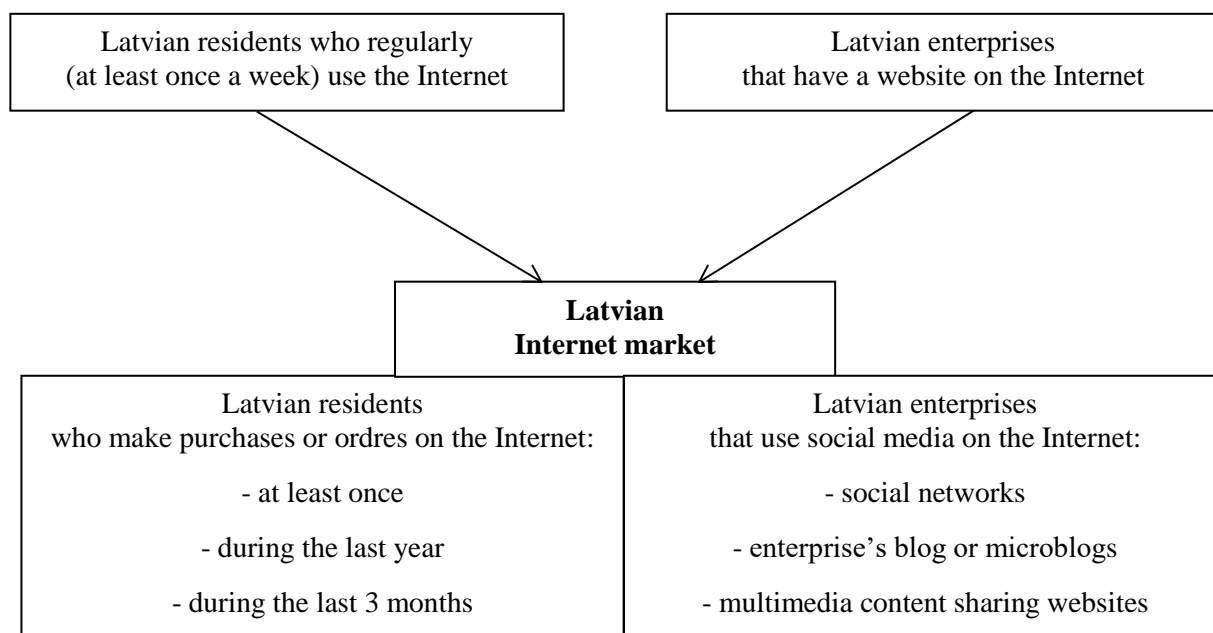 Latvian residents who regularly
(at least once a week) use the Internet
Latvian enterprises
that have a website on the Internet
Latvian
Internet market
Latvian residents
who make purchases or ordres on the Internet:
- at least once
- during the last year
- during the last 3 months
Latvian enterprises
that use social media on the Internet:
- social networks
- enterprise’s blog or microblogs
- multimedia content sharing websites